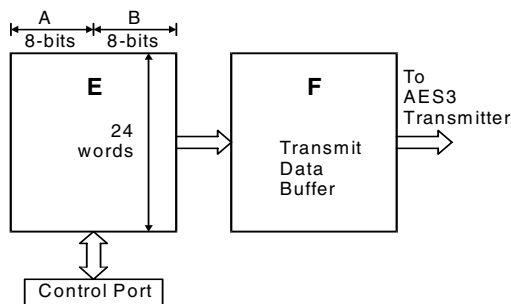 A B
8-bits 8-bits
E
24
words
F
Transmit
Data
Buffer
To
AES3
Transmitter
Control Port